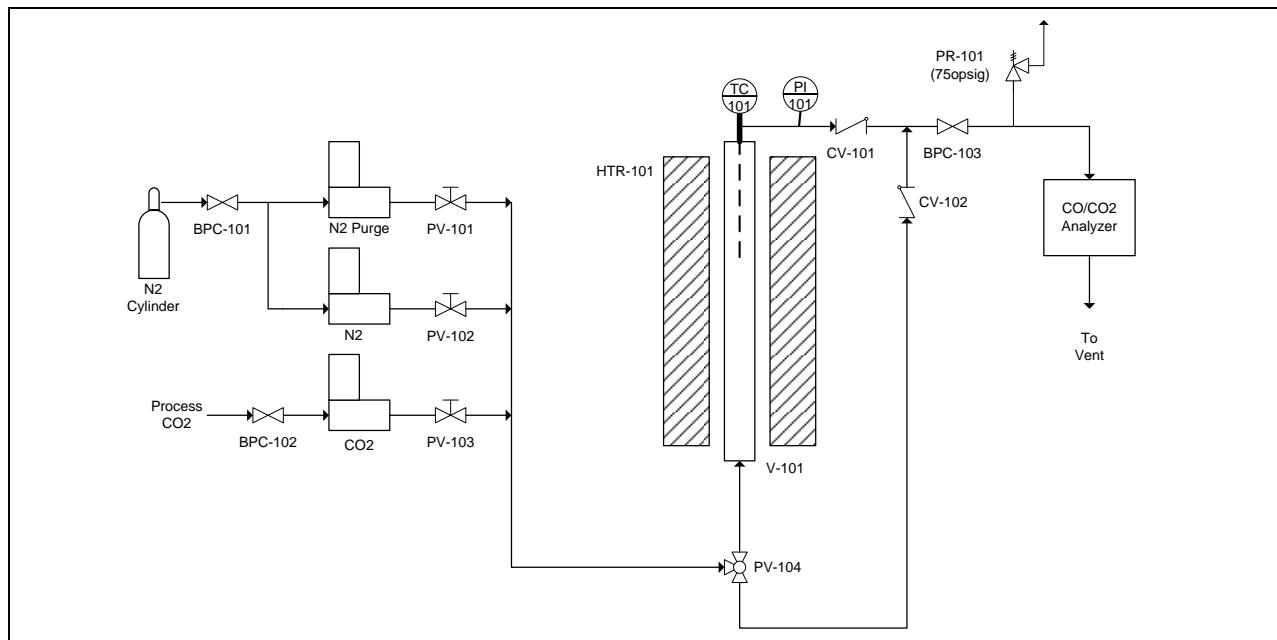 PR-101
(75opsig)
TC
101
PI
101
CV-101
BPC-103
HTR-101
CV-102
CO/CO2
Analyzer
N2 Purge
BPC-101
PV-101
N2
Cylinder
N2
PV-102
To
Vent
Process
CO2
BPC-102
CO2
PV-103
V-101
PV-104